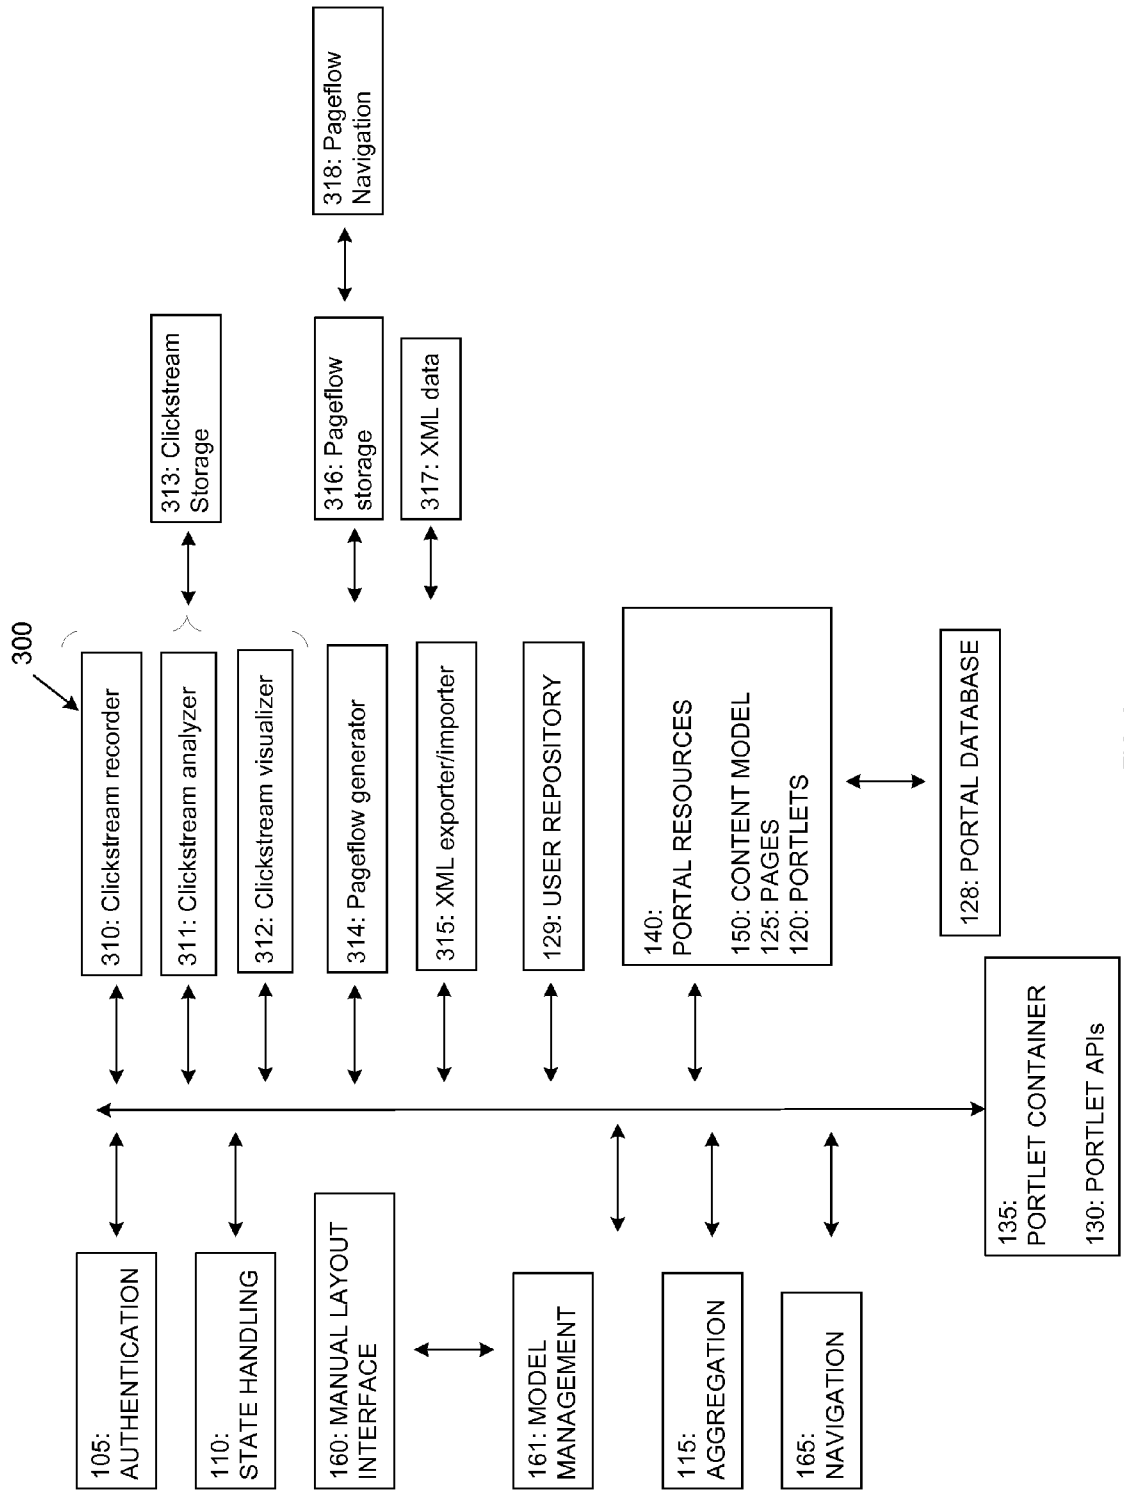 300
105:
AUTHENTICATION
110:
STATE HANDLING
160: MANUAL LAYOUT
INTERFACE
161: MODEL
MANAGEMENT
115:
AGGREGATION
165:
NAVIGATION
310: Clickstream recorder
311: Clickstream analyzer
312: Clickstream visualizer
314: Pageflow generator
315: XML exporter/importer
129: USER REPOSITORY
140:
PORTAL RESOURCES
150: CONTENT MODEL
125: PAGES
120: PORTLETS
135:
PORTLET CONTAINER
130: PORTLET APIs
128: PORTAL DATABASE
313: Clickstream
Storage
316: Pageflow
storage
317: XML data
318: Pageflow
Navigation